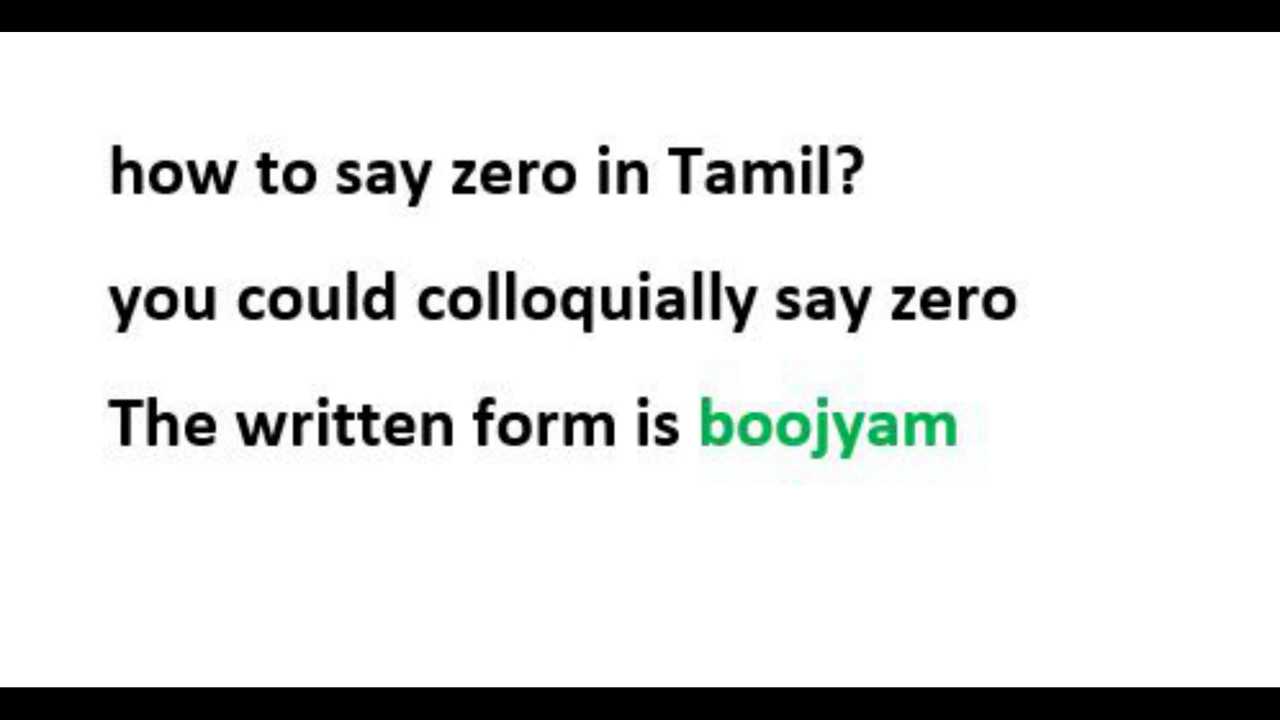 how to say zero in Tamil?
you could colloquially say zero
The written form is boojyam